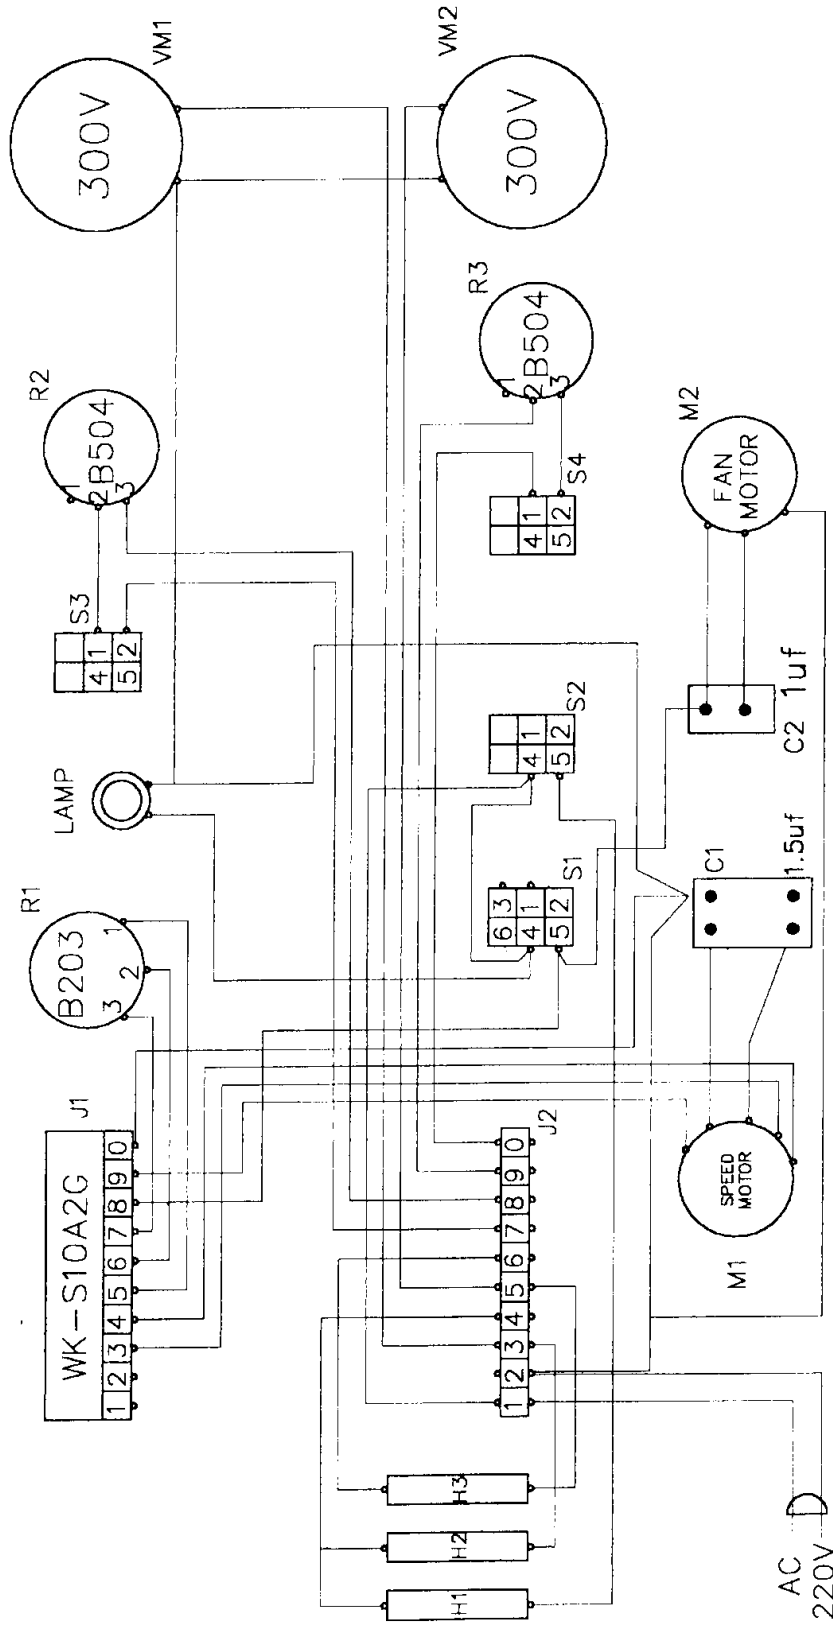 WK-S10A2G
J1
1 2 3 4 5 6 7 8 9 0
R1
B203
3 2 1
LAMP
S3
4 1
5 2
R2
B504
1
2
3
VM1
300V
VM2
300V
R3
B504
1
2
3
S4
4 1
5 2
S2
4 1
5 2
S1
6 3
4 1
5 2
J2
1 2 3 4 5 6 7 8 9 0
H1
H2
H3
C1
1.5uf
C2 1uf
M2
FAN
MOTOR
M1
SPEED
MOTOR
AC
220V